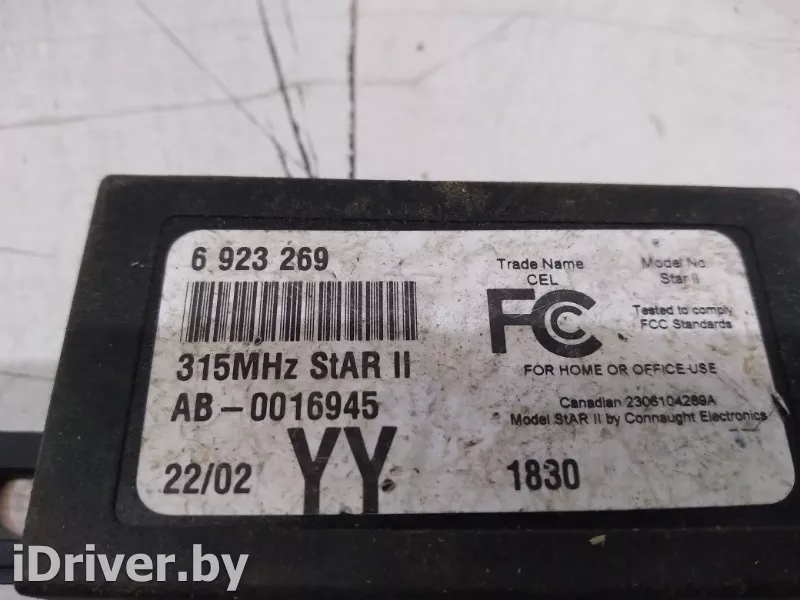 6 923 269
315MHz StAR II
AB-0016945
22/02 YY
Trade Name
CEL
Model No
Star II
FC
Tested to comply
FCC Standards
FOR HOME OR OFFICE USE
Canadian 2306104269A
Model StAR II by Connaught Electronics
1830
iDriver.by